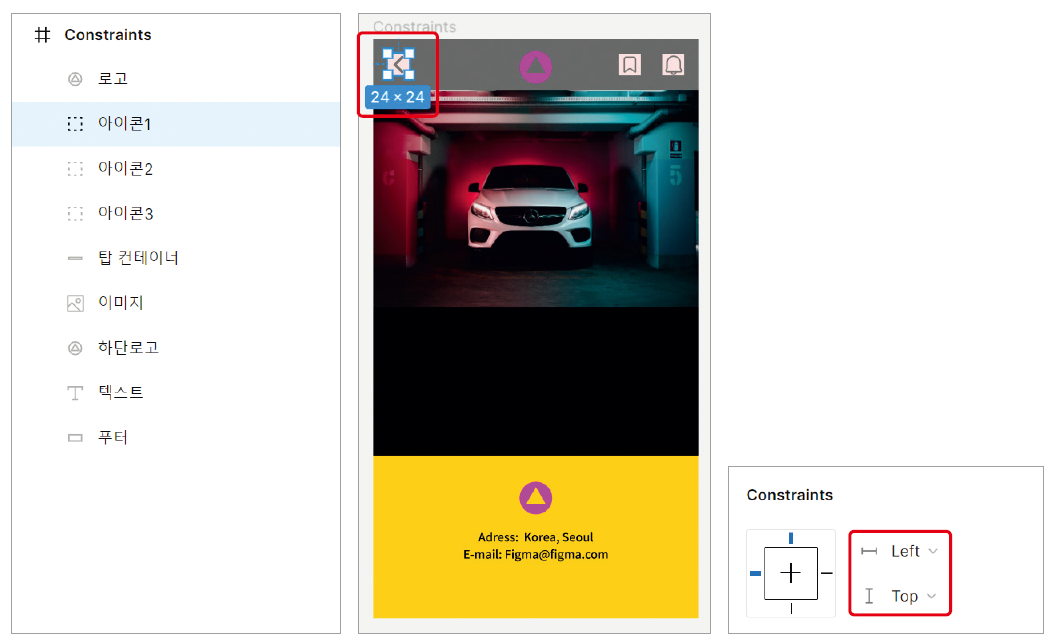 Constraints
로고
아이콘1
아이콘2
아이콘3
탑 컨테이너
이미지
하단로고
텍스트
푸터
Constraints
24 × 24
5
Adress: Korea, Seoul
E-mail: Figma@figma.com
Constraints
Left
Top